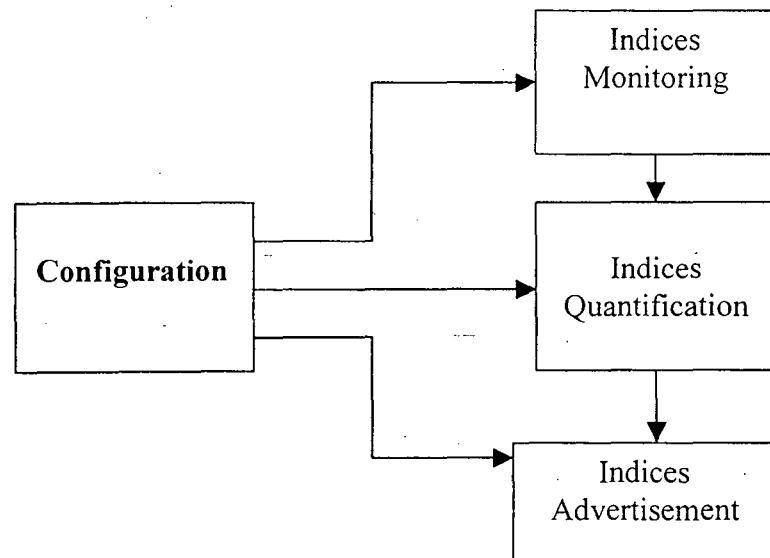 Indices
Monitoring
Configuration
Indices
Quantification
Indices
Advertisement